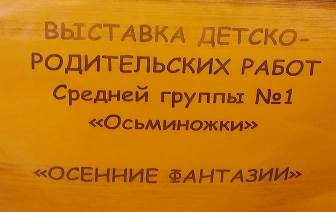 ВЫСТАВКА ДЕТСКО-
РОДИТЕЛЬСКИХ РАБОТ
Средней группы №1
«Осьминожки»
«ОСЕННИЕ ФАНТАЗИИ»